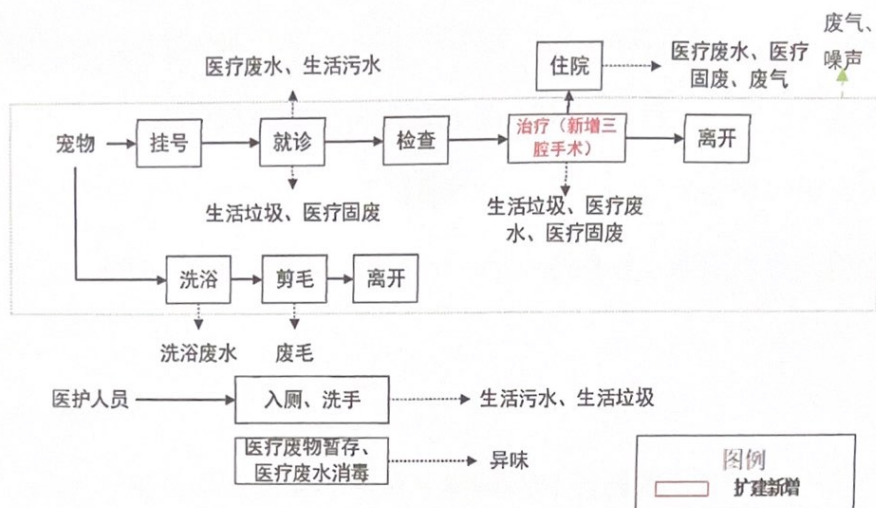 废气、
噪声
医疗废水、生活污水
住院
医疗废水、医疗
固废、废气
宠物
挂号
就诊
检查
治疗（新增三
腔手术）
离开
生活垃圾、医疗固废
生活垃圾、医疗废
水、医疗固废
洗浴
剪毛
离开
洗浴废水
废毛
医护人员
入厕、洗手
生活污水、生活垃圾
医疗废物暂存、
医疗废水消毒
异味
图例
扩建新增